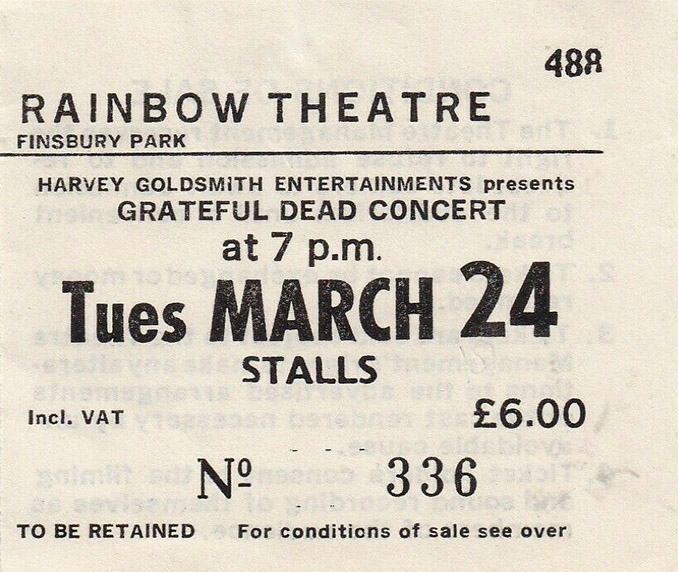 488
RAINBOW THEATRE
FINSBURY PARK
HARVEY GOLDSMITH ENTERTAINMENTS presents
GRATEFUL DEAD CONCERT
at 7 p.m.
Tues MARCH 24
STALLS
Incl. VAT £6.00
Nº 336
TO BE RETAINED For conditions of sale see over